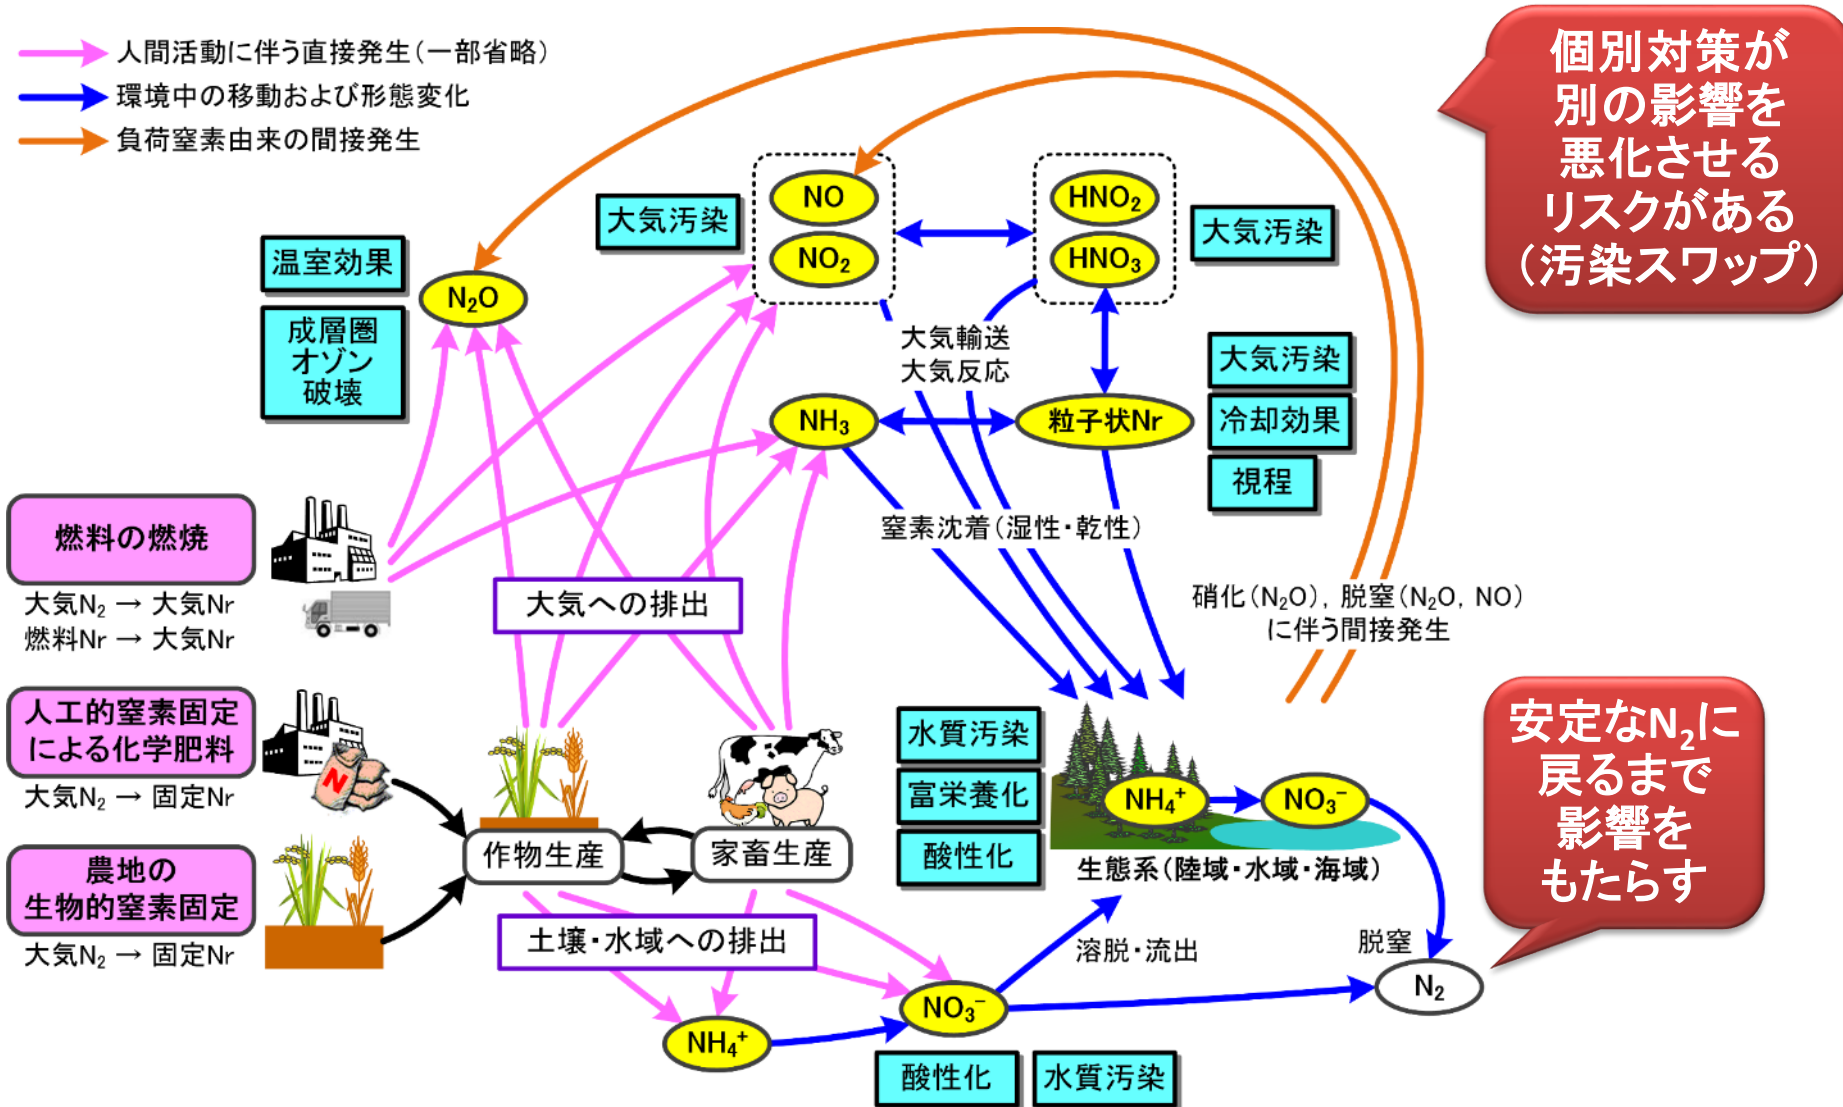 人間活動に伴う直接発生(一部省略)
環境中の移動および形態変化
負荷窒素由来の間接発生
個別対策が
別の影響を
悪化させる
リスクがある
(汚染スワップ)
大気汚染
NO
NO₂
HNO₂
HNO₃
大気汚染
温室効果
N₂O
成層圏
オゾン
破壊
大気輸送
大気反応
大気汚染
冷却効果
視程
NH₃
粒子状Nr
窒素沈着(湿性・乾性)
燃料の燃焼
大気N₂ → 大気Nr
燃料Nr → 大気Nr
大気への排出
硝化(N₂O), 脱窒(N₂O, NO)
に伴う間接発生
人工的窒素固定
による化学肥料
大気N₂ → 固定Nr
N
水質汚染
富栄養化
酸性化
NH₄⁺
NO₃⁻
生態系(陸域・水域・海域)
安定なN₂に
戻るまで
影響を
もたらす
作物生産
家畜生産
農地の
生物的窒素固定
大気N₂ → 固定Nr
土壌・水域への排出
溶脱・流出
脱窒
N₂
NO₃⁻
NH₄⁺
酸性化
水質汚染